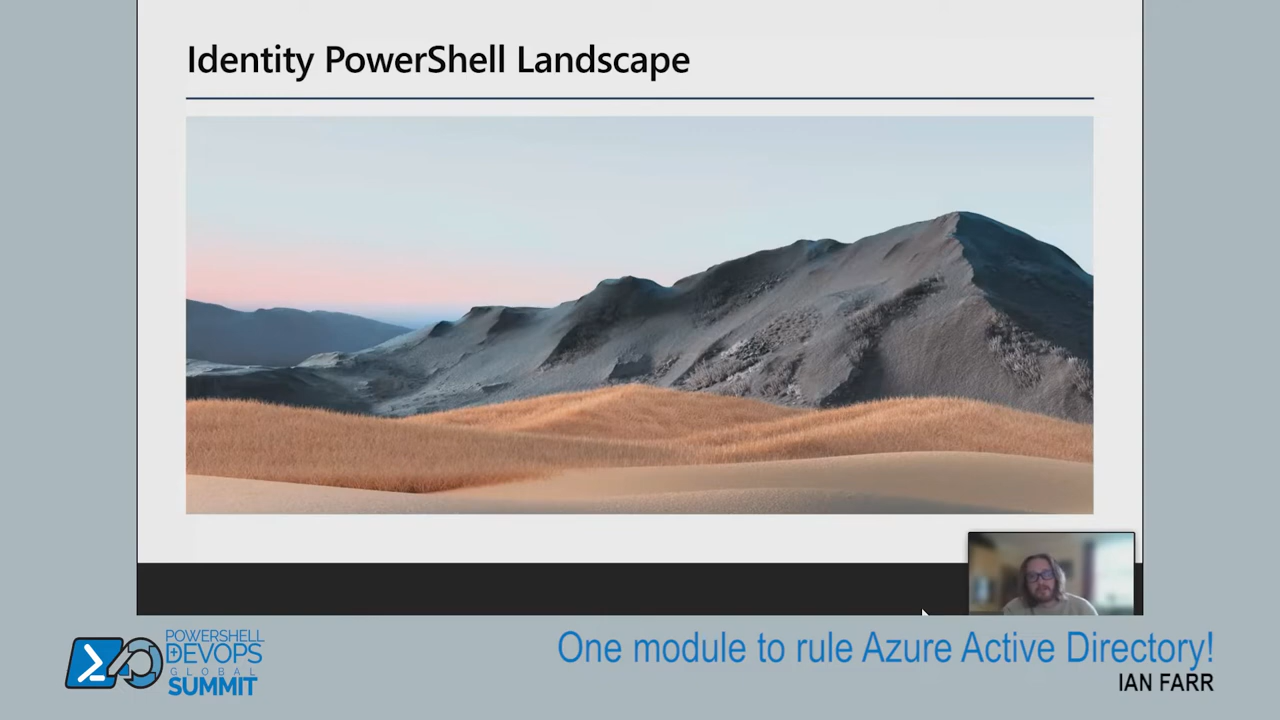 Identity PowerShell Landscape
POWERSHELL
DEVOPS
GLOBAL
SUMMIT
One module to rule Azure Active Directory!
IAN FARR